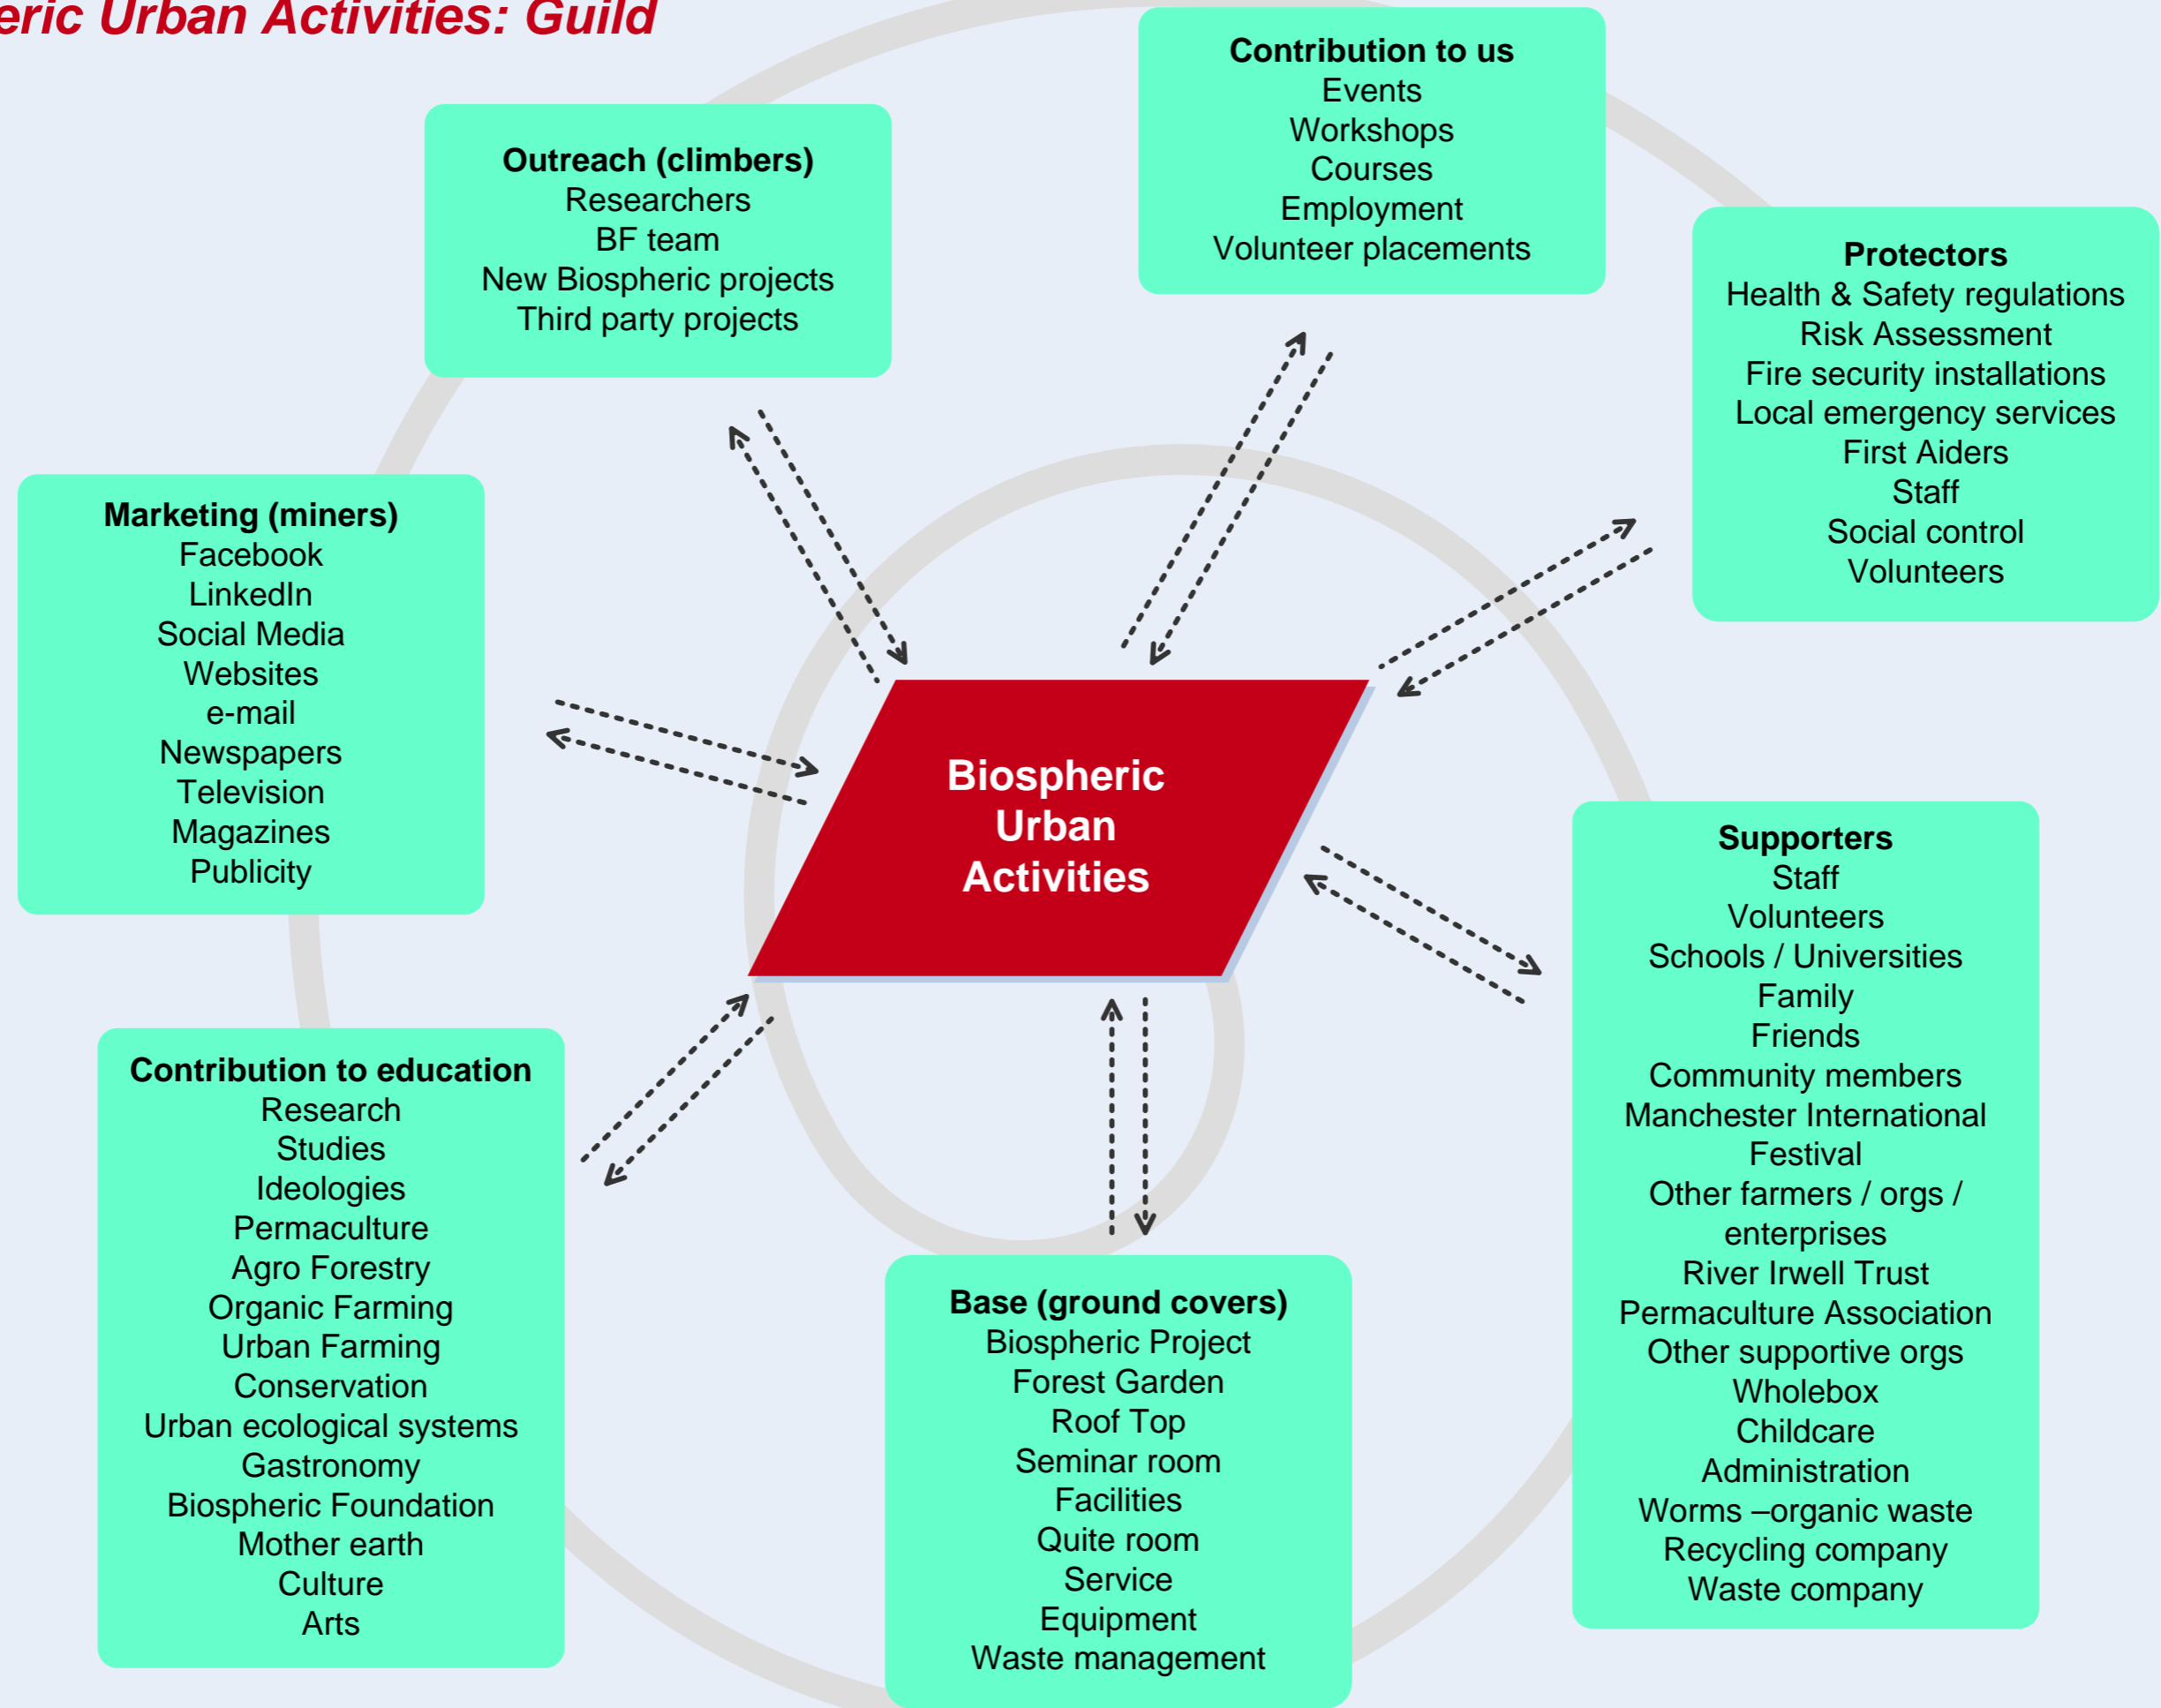 eric Urban Activities: Guild
Contribution to us
Events
Workshops
Courses
Employment
Volunteer placements
Outreach (climbers)
Researchers
BF team
New Biospheric projects
Third party projects
Protectors
Health & Safety regulations
Risk Assessment
Fire security installations
Local emergency services
First Aiders
Staff
Social control
Volunteers
Marketing (miners)
Facebook
LinkedIn
Social Media
Websites
e-mail
Newspapers
Television
Magazines
Publicity
Biospheric
Urban
Activities
Supporters
Staff
Volunteers
Schools / Universities
Family
Friends
Community members
Manchester International
Festival
Other farmers / orgs /
enterprises
River Irwell Trust
Permaculture Association
Other supportive orgs
Wholebox
Childcare
Administration
Worms –organic waste
Recycling company
Waste company
Contribution to education
Research
Studies
Ideologies
Permaculture
Agro Forestry
Organic Farming
Urban Farming
Conservation
Urban ecological systems
Gastronomy
Biospheric Foundation
Mother earth
Culture
Arts
Base (ground covers)
Biospheric Project
Forest Garden
Roof Top
Seminar room
Facilities
Quite room
Service
Equipment
Waste management